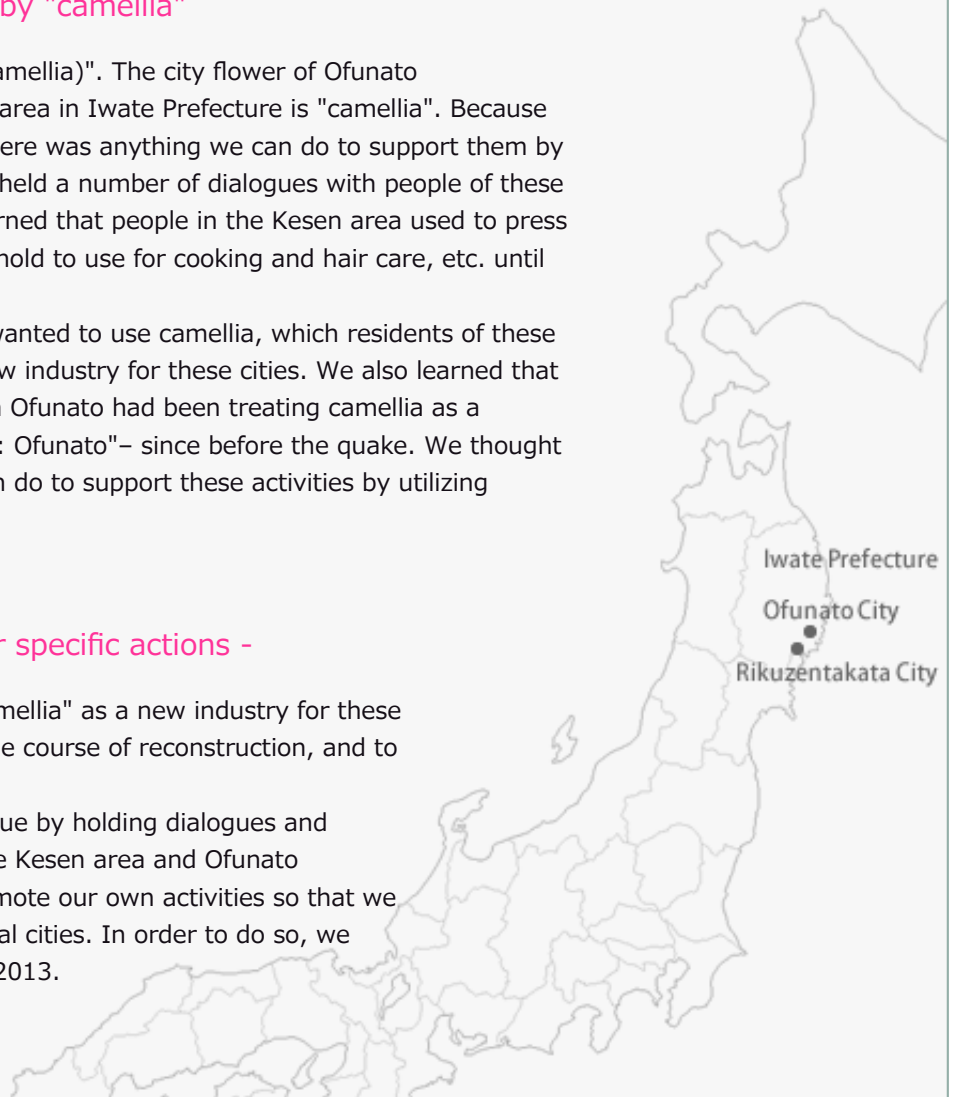 by "camellia"
amellia)". The city flower of Ofunato
area in Iwate Prefecture is "camellia". Because
ere was anything we can do to support them by
held a number of dialogues with people of these
rned that people in the Kesen area used to press
hold to use for cooking and hair care, etc. until
wanted to use camellia, which residents of these
w industry for these cities. We also learned that
n Ofunato had been treating camellia as a
: Ofunato"– since before the quake. We thought
n do to support these activities by utilizing
r specific actions -
mellia" as a new industry for these
e course of reconstruction, and to
ue by holding dialogues and
e Kesen area and Ofunato
mote our own activities so that we
al cities. In order to do so, we
2013.
Iwate Prefecture
Ofunato City
Rikuzentakata City